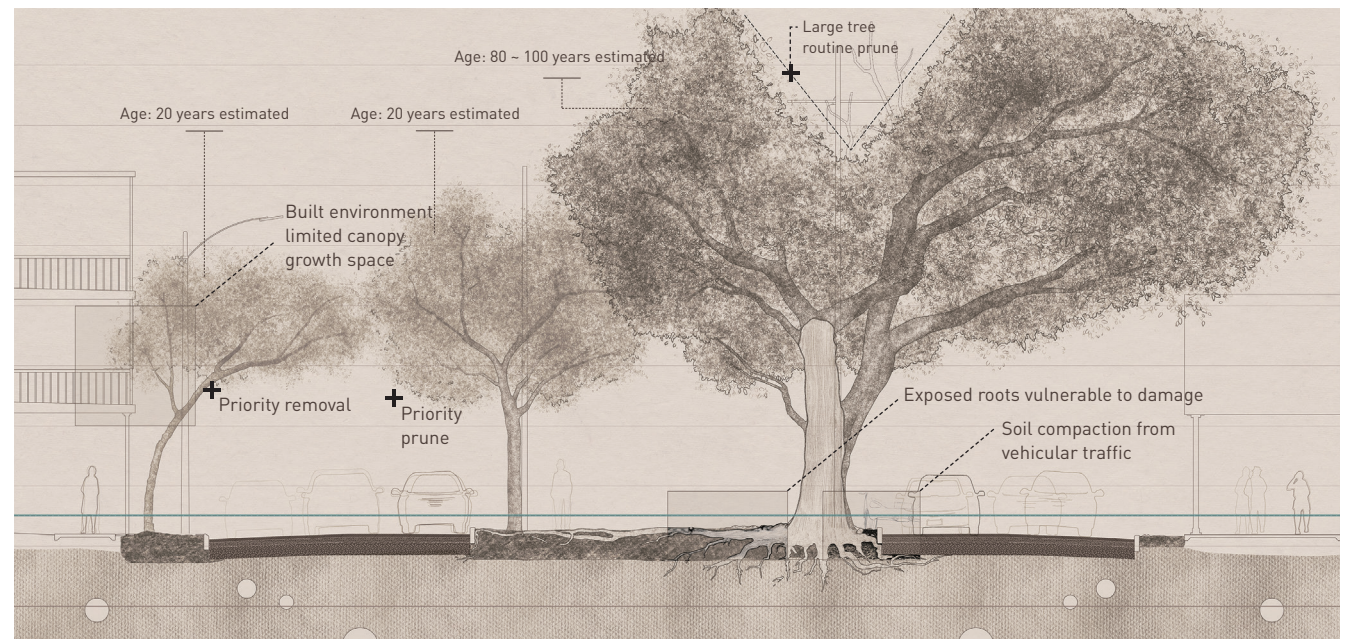 Large tree
routine prune
Age: 80 ~ 100 years estimated
Age: 20 years estimated
Age: 20 years estimated
Built environment
limited canopy
growth space
Priority removal
Priority
prune
Exposed roots vulnerable to damage
Soil compaction from
vehicular traffic